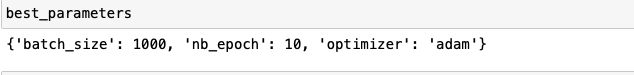 best_parameters
{'batch_size': 1000, 'nb_epoch': 10, 'optimizer': 'adam'}